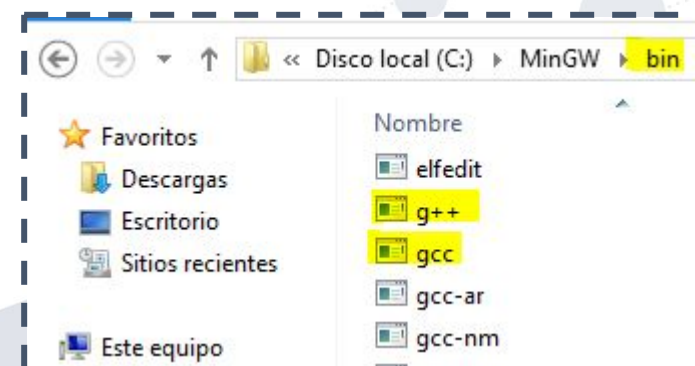 « Disco local (C:) ▸ MinGW ▸ bin
Favoritos
Descargas
Escritorio
Sitios recientes
Este equipo
Nombre
elfedit
g++
gcc
gcc-ar
gcc-nm